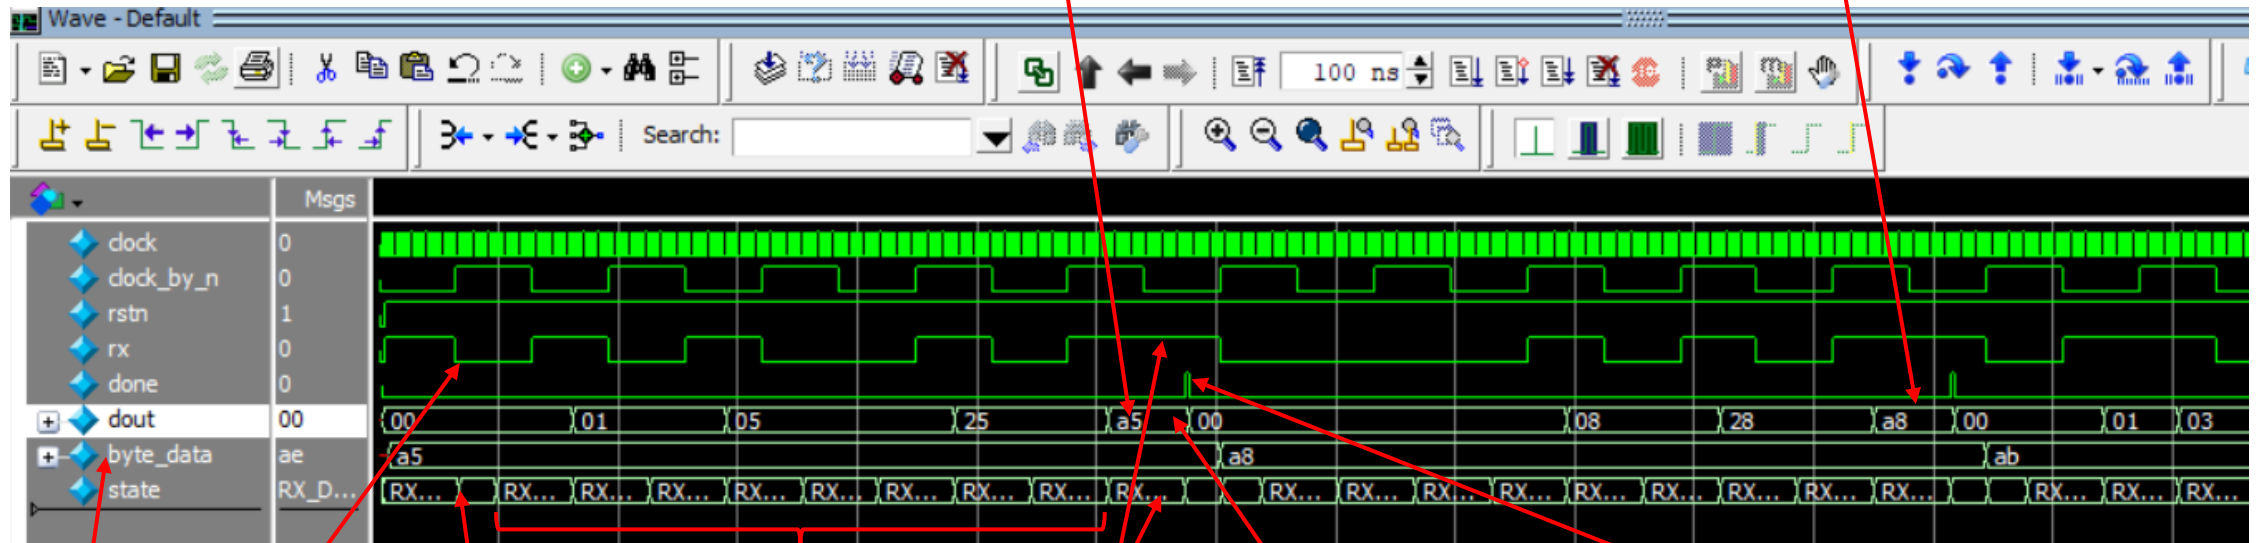 Wave - Default
100 ns
Search:
Msgs
clock 0
clock_by_n 0
rstn 1
rx 0
done 0
dout 00 00 01 05 25 a5 00 08 28 a8 00 01 03
byte_data ae a5 a8 ab
state RX_D... RX... RX... RX... RX... RX... RX... RX... RX... RX... RX... RX... RX... RX... RX... RX... RX... RX... RX... RX... RX... RX...